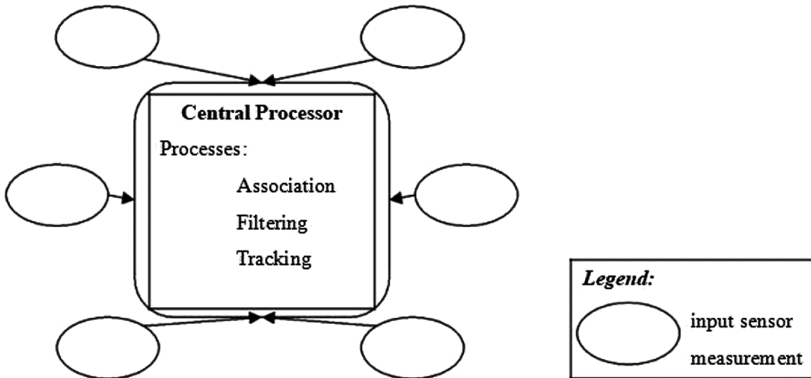 Central Processor
Processes:
Association
Filtering
Tracking
Legend:
input sensor
measurement